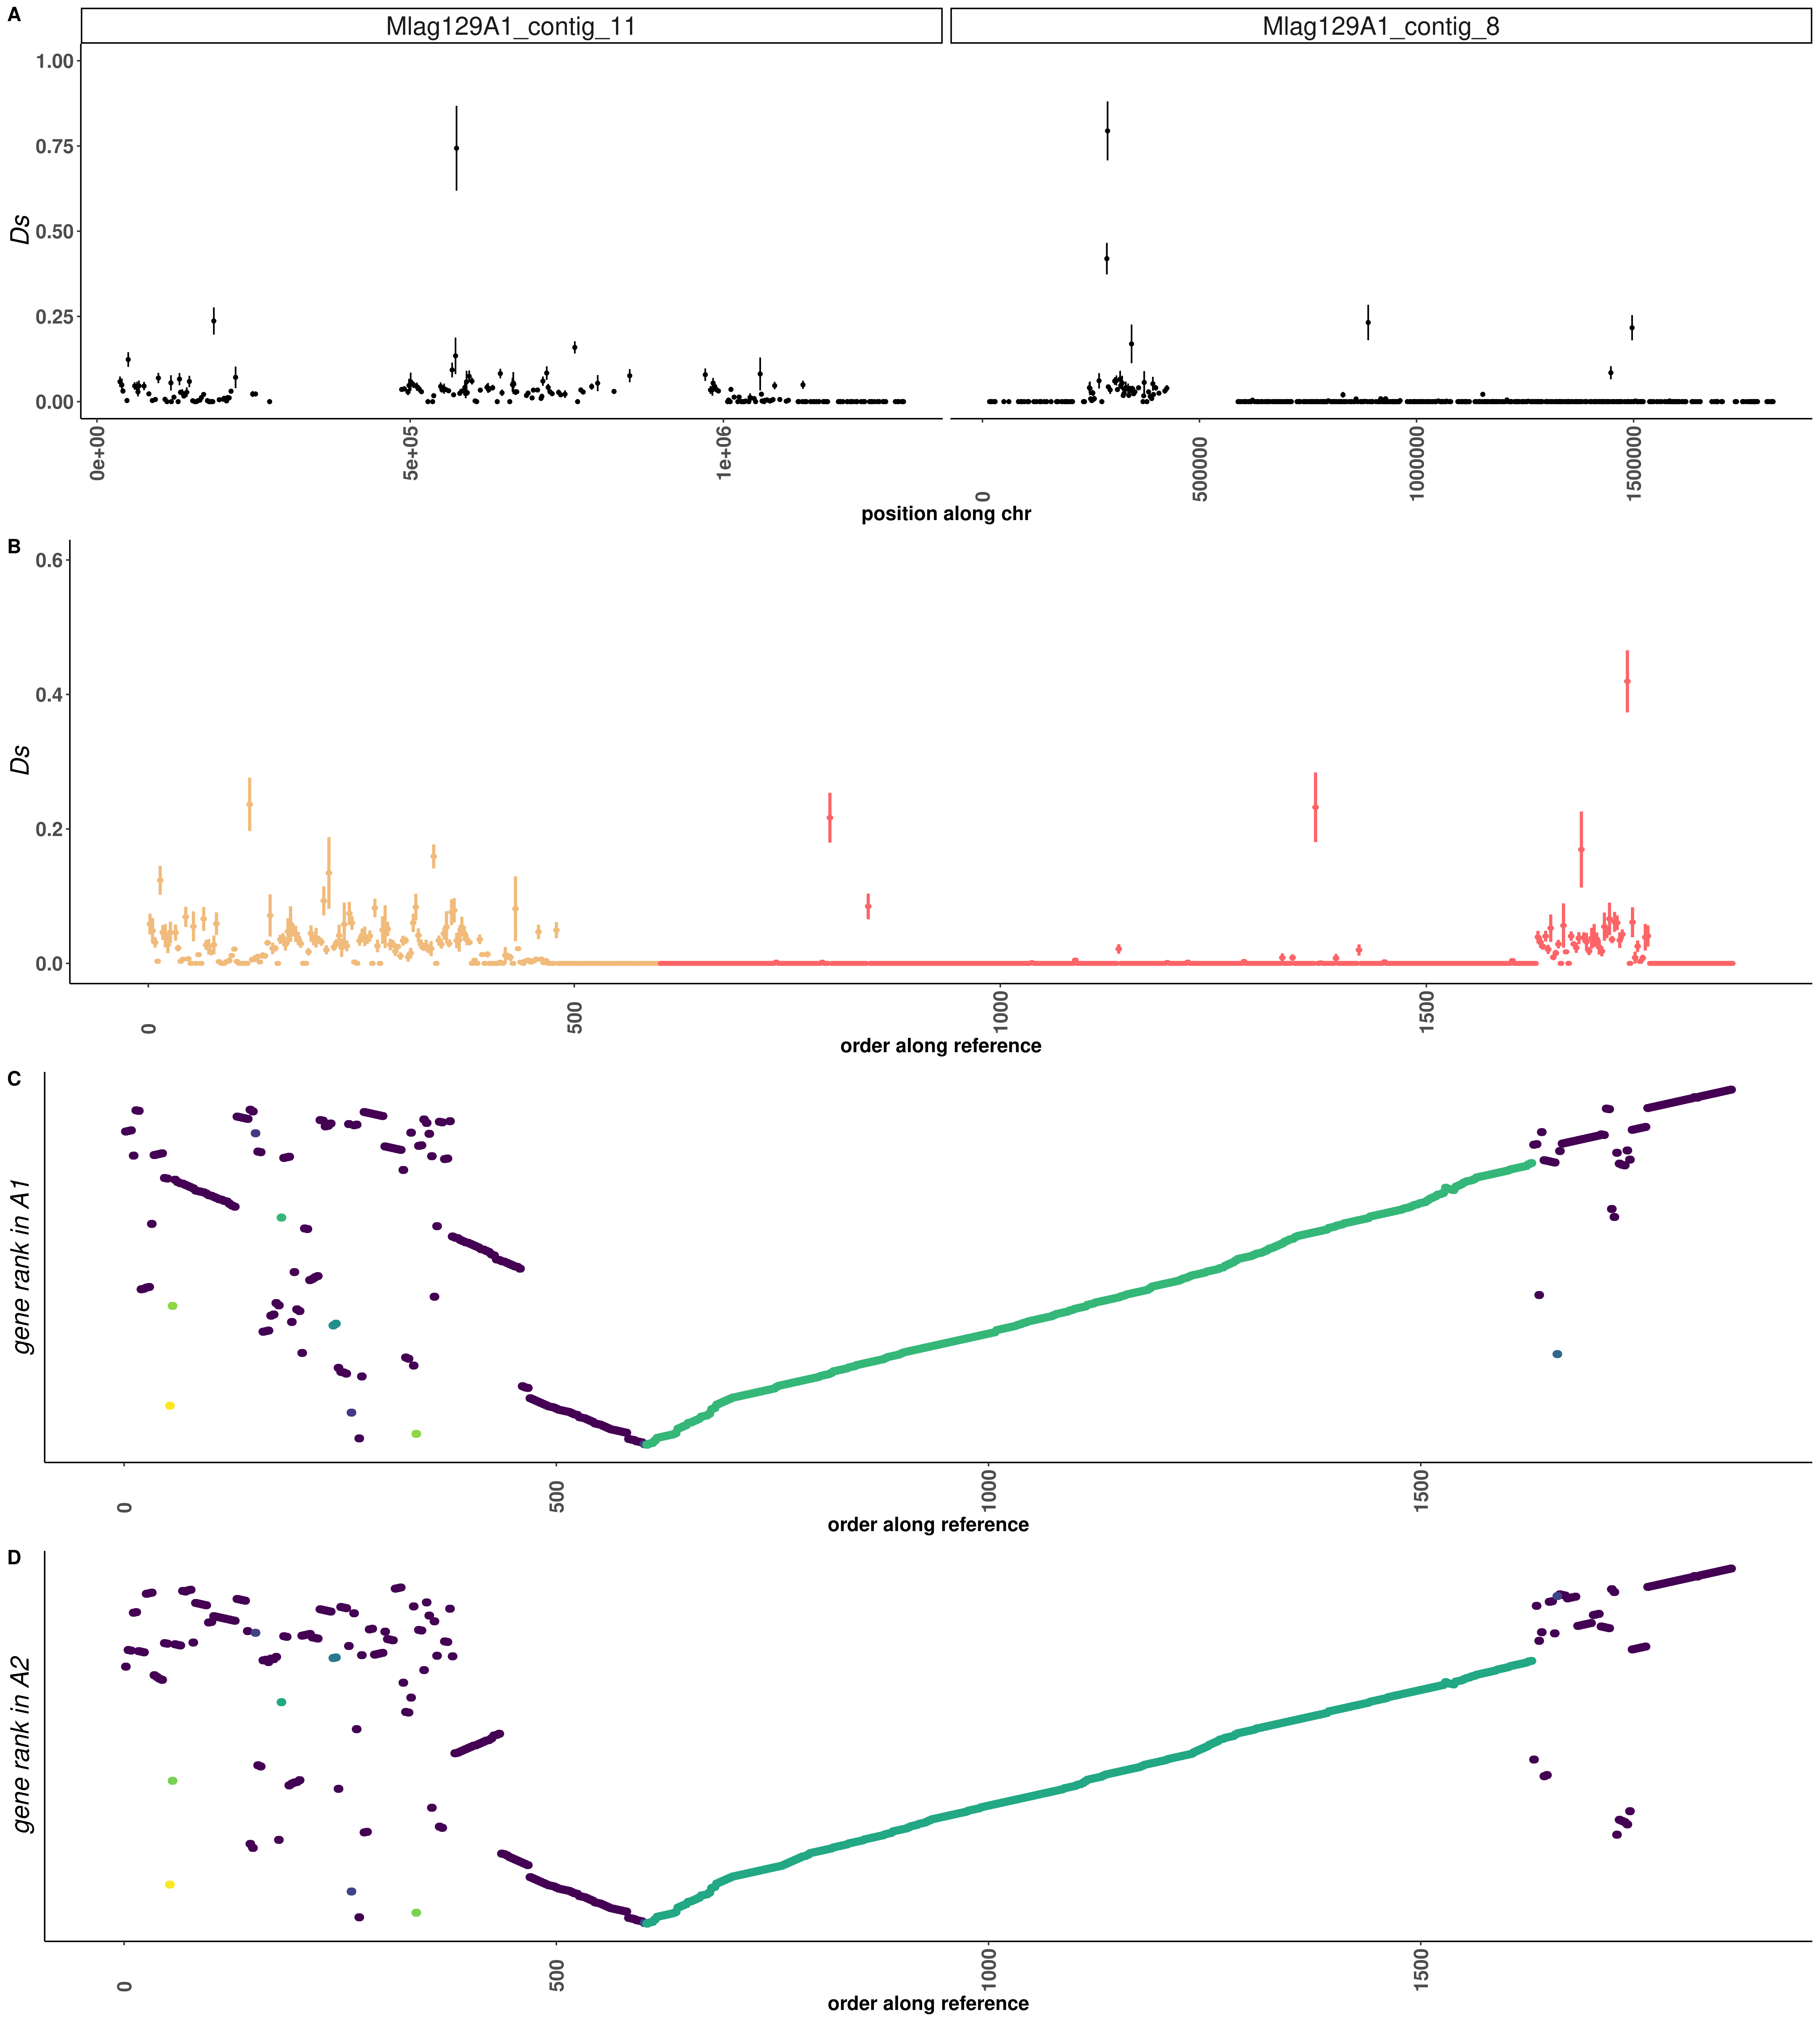 A
Mlag129A1_contig_11 Mlag129A1_contig_8
1.00
0.75
0.50
0.25
0.00
Ds
0e+00 5e+05 1e+06 0 5000000 10000000 15000000
position along chr
B
0.6
0.4
0.2
0.0
Ds
0 500 1000 1500
order along reference
C
gene rank in A1
0 500 1000 1500
order along reference
D
gene rank in A2
0 500 1000 1500
order along reference